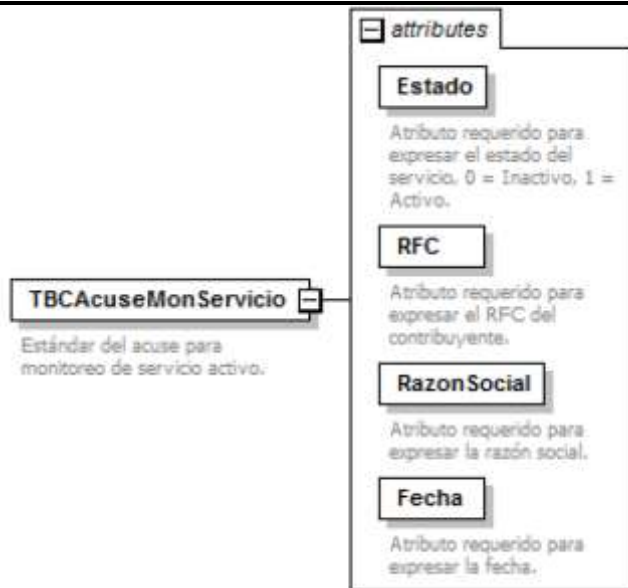 attributes
Estado
Atributo requerido para
expresar el estado del
servicio, 0 = Inactivo, 1 =
Activo.
RFC
Atributo requerido para
expresar el RFC del
contribuyente.
TBCAcuseMonServicio
Estándar del acuse para
monitoreo de servicio activo.
RazonSocial
Atributo requerido para
expresar la razón social.
Fecha
Atributo requerido para
expresar la fecha.